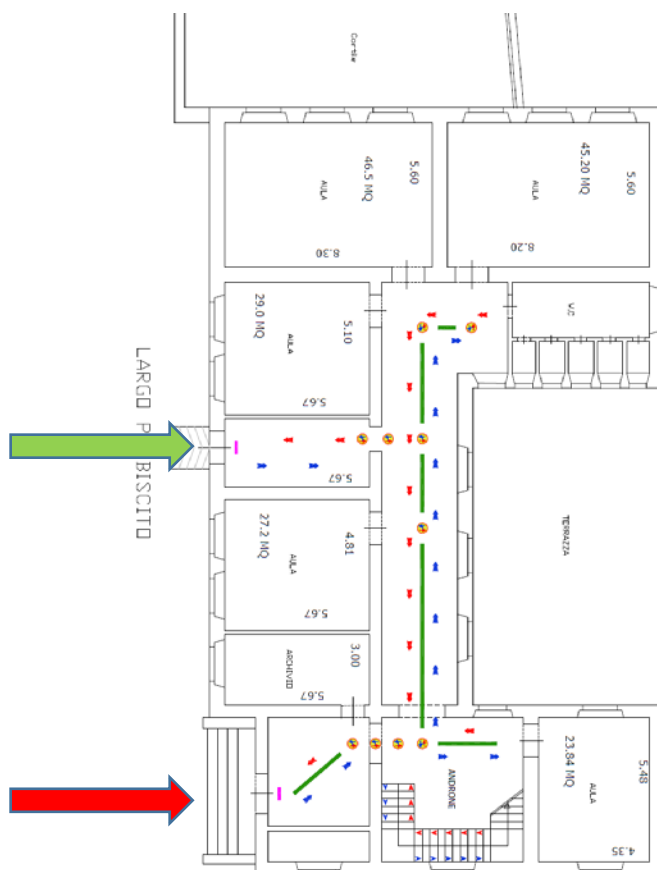 Cortile
5.60
46.5 MQ
AULA
8.30
5.60
45.20 MQ
AULA
8.20
29.0 MQ
AULA
5.10
5.67
W.C
LARGO P BISCITO
5.67
27.2 MQ
4.81
AULA
5.67
TERRAZZA
ARCHIVIO
3.00
5.67
ANDRONE
23.84 MQ
5.48
AULA
4.35